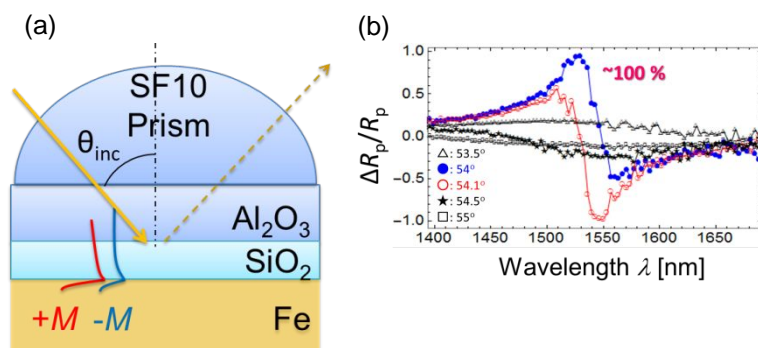 (a)
SF10
Prism
θinc
Al2O3
SiO2
+M -M Fe
(b)
1.0
0.5
0.0
-0.5
-1.0
ΔRp/Rp
~100 %
△: 53.5°
●: 54°
○: 54.1°
★: 54.5°
□: 55°
1400 1450 1500 1550 1600 1650
Wavelength λ [nm]